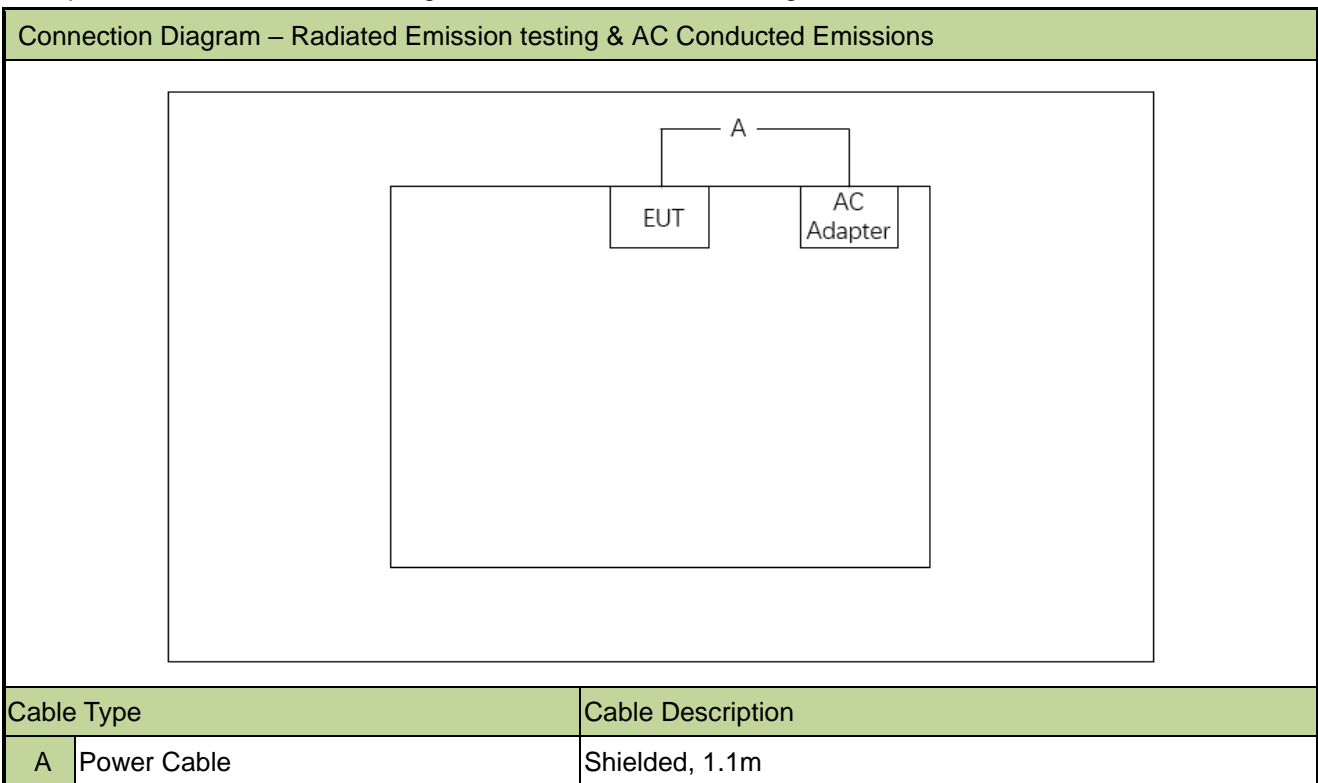 Connection Diagram – Radiated Emission testing & AC Conducted Emissions
A
EUT
AC
Adapter
Cable Type Cable Description
A Power Cable Shielded, 1.1m